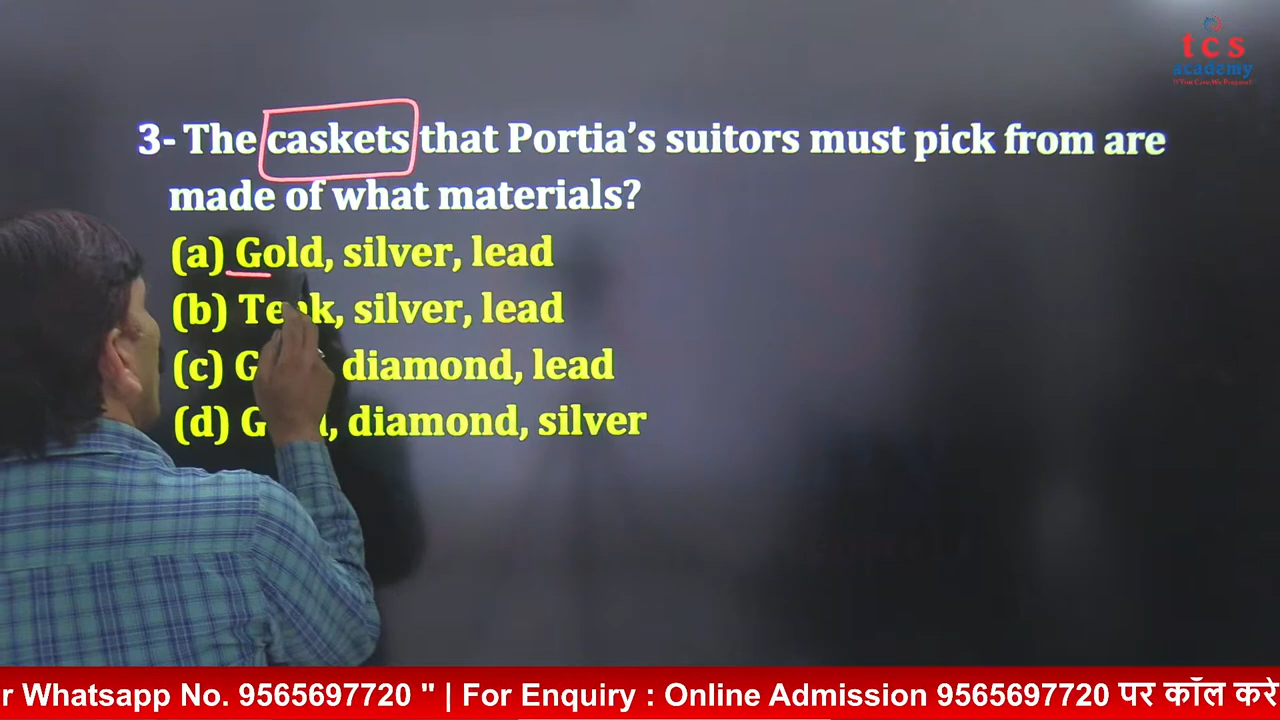 tcs
academy
3- The caskets that Portia's suitors must pick from are
made of what materials?
(a) Gold, silver, lead
(b) Teak, silver, lead
(c) diamond, lead
(d) diamond, silver
r Whatsapp No. 9565697720 " | For Enquiry : Online Admission 9565697720 पर कॉल करे